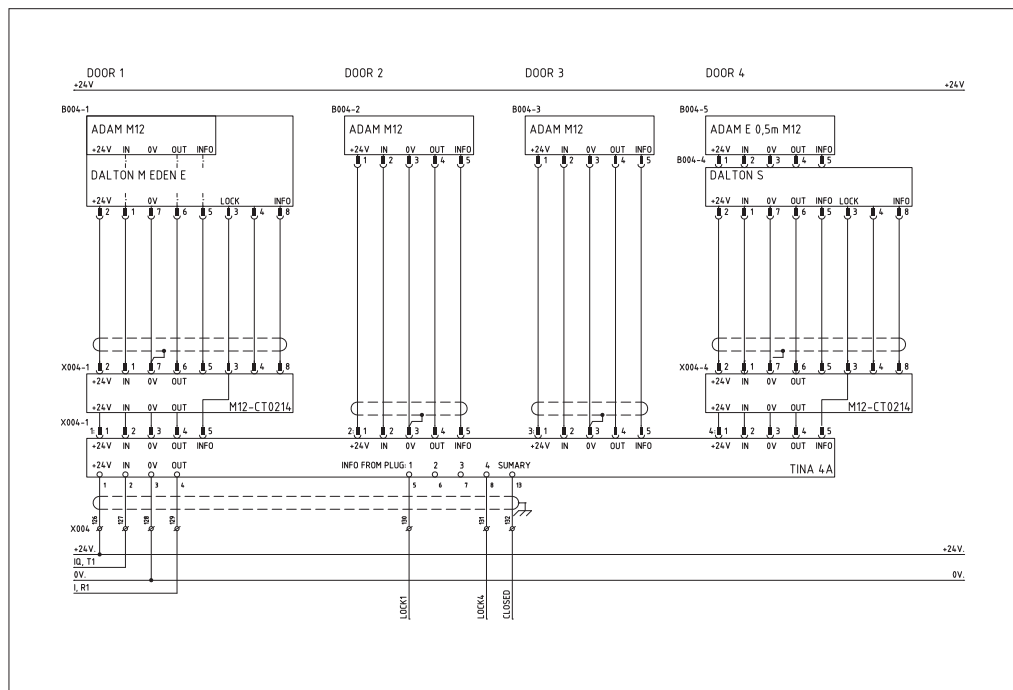 DOOR 1 DOOR 2 DOOR 3 DOOR 4
+24V +24V
B004-1 B004-2 B004-3 B004-5
ADAM M12 ADAM M12 ADAM M12 ADAM E 0,5m M12
+24V IN 0V OUT INFO +24V IN 0V OUT INFO +24V IN 0V OUT INFO +24V IN 0V OUT INFO
1 2 3 4 5 1 2 3 4 5 B004-4 1 2 3 4 5
DALTON M EDEN E DALTON S
+24V IN 0V OUT INFO LOCK INFO
+24V 0V LOCK INFO
2 1 7 6 5 3 4 8 2 1 7 6 5 3 4 8
X004-1 2 1 7 6 5 3 4 8 X004-4 2 1 7 6 5 3 4 8
+24V IN 0V OUT +24V IN 0V OUT
M12-CT0214 M12-CT0214
+24V IN 0V OUT +24V IN 0V OUT
X004-1
1: 1 2 3 4 5 2: 1 2 3 4 5 3: 1 2 3 4 5 4: 1 2 3 4 5
+24V IN 0V OUT INFO +24V IN 0V OUT INFO +24V IN 0V OUT INFO +24V IN 0V OUT INFO
+24V IN 0V OUT INFO FROM PLUG: 1 2 3 4 SUMARY TINA 4A
1 2 3 4 5 6 7 8 13
126 127 128 129 130 131 132
X004
+24V. +24V.
IQ, T1
0V. 0V.
I, R1
LOCK1 LOCK4 CLOSED